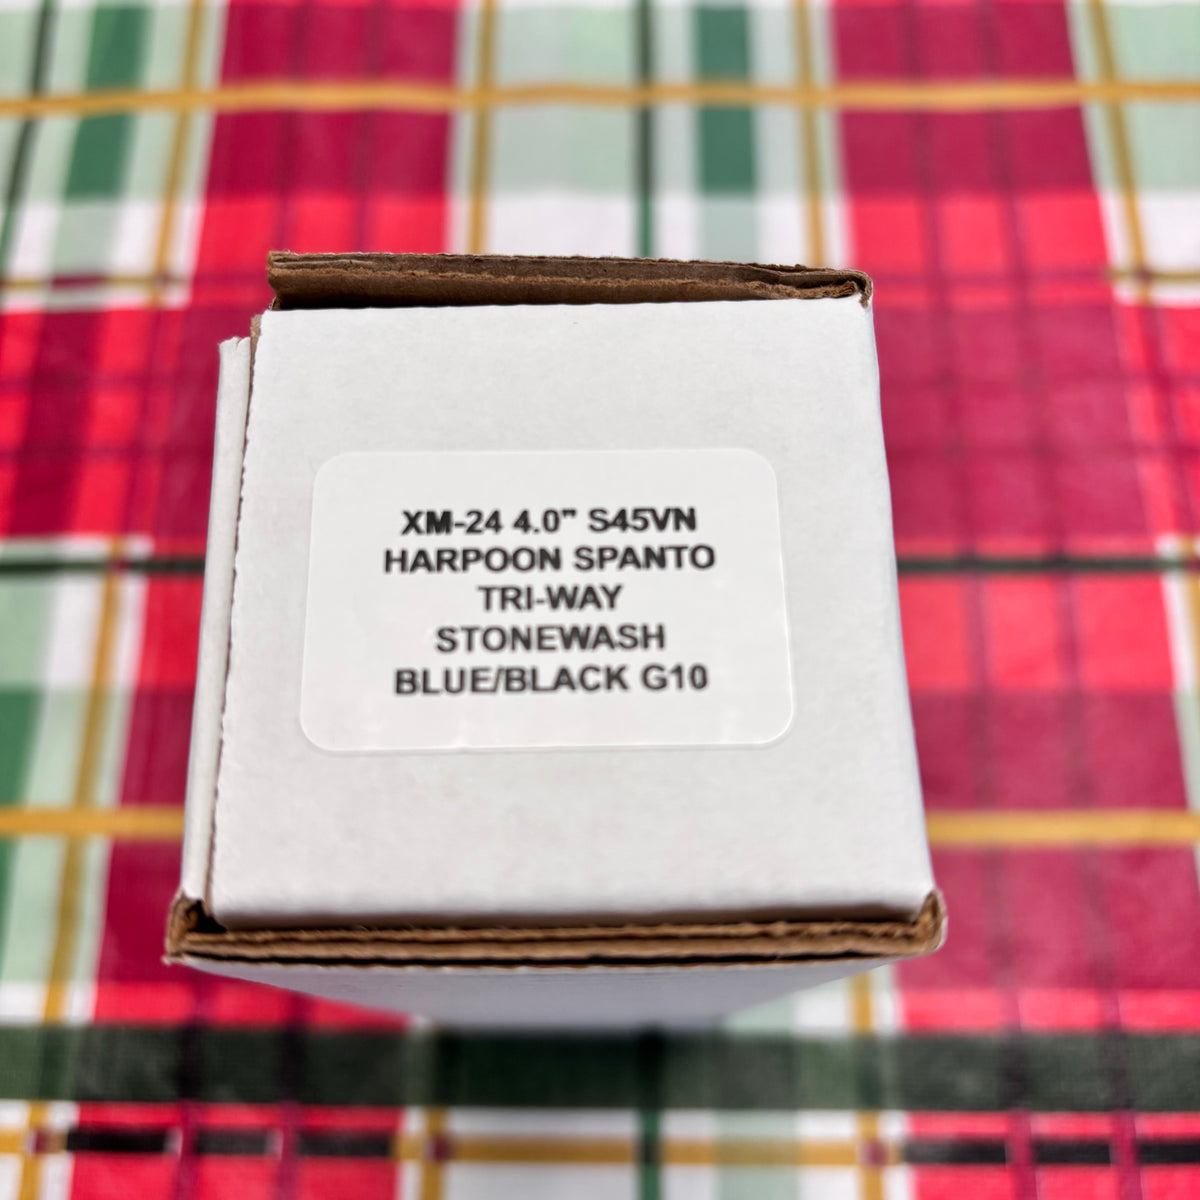 XM-24 4.0” S45VN
HARPOON SPANTO
TRI-WAY
STONEWASH
BLUE/BLACK G10